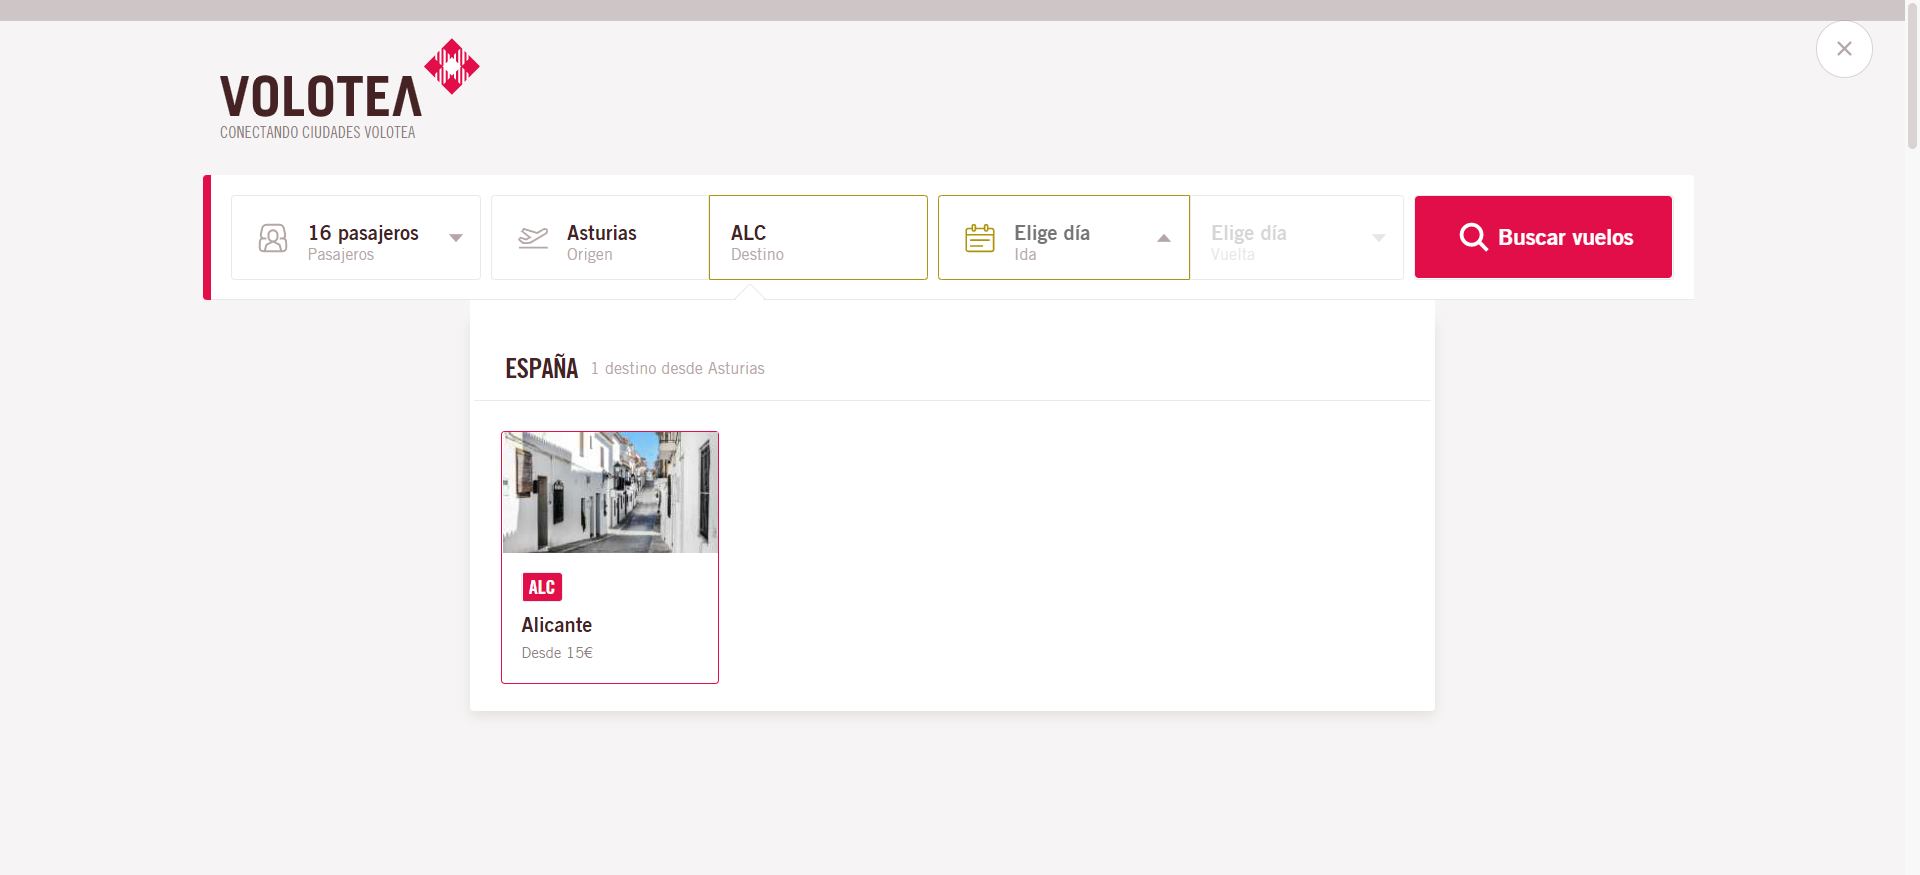 VOLOTEA
CONECTANDO CIUDADES VOLOTEA
16 pasajeros
Pasajeros
Asturias
Origen
ALC
Destino
Elige día
Ida
Elige día
Vuelta
Buscar vuelos
ESPAÑA 1 destino desde Asturias
ALC
Alicante
Desde 15€